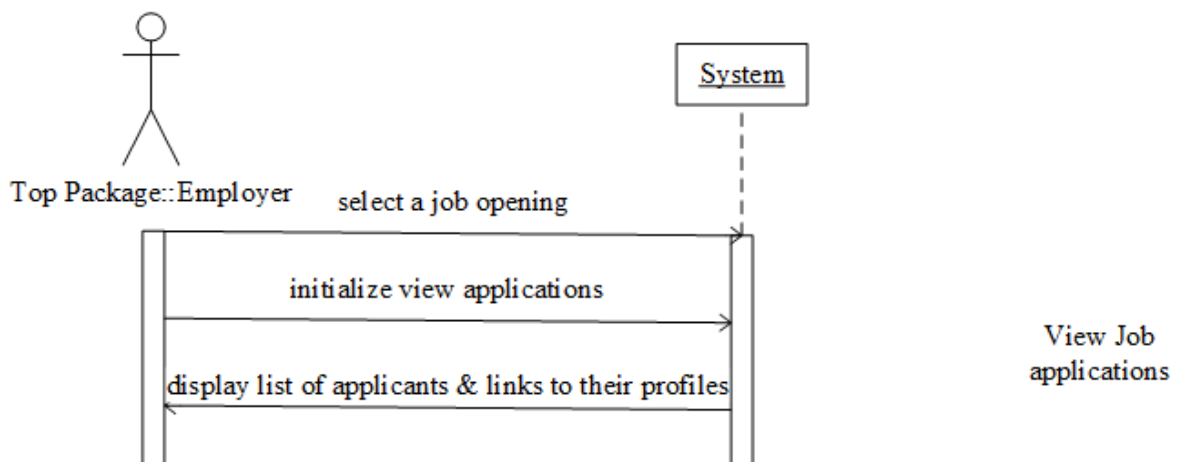 System
Top Package::Employer
select a job opening
initialize view applications
View Job
applications
display list of applicants & links to their profiles